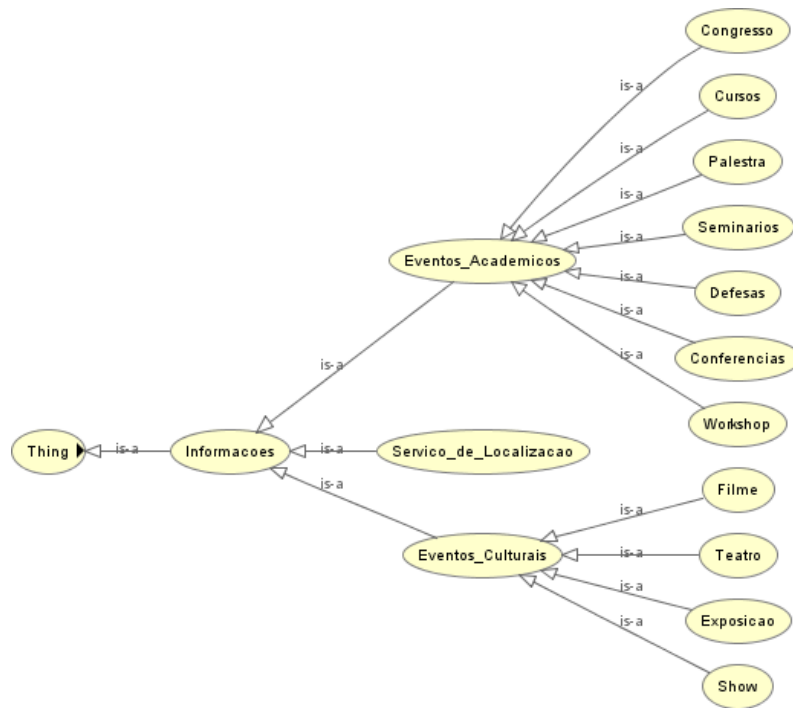 Congresso
is-a
Cursos
is-a
Palestra
is-a
Seminarios
is-a
Eventos_Academicos
Defesas
is-a
Conferencias
is-a
Workshop
is-a
is-a
Thing
is-a
Informacoes
is-a
Servico_de_Localizacao
is-a
Filme
is-a
Eventos_Culturais
Teatro
is-a
Exposicao
is-a
Show
is-a